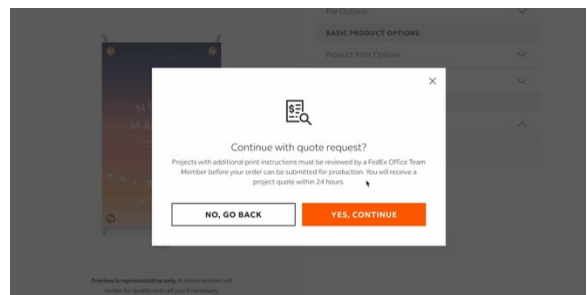 File Options
BASIC PRODUCT OPTIONS
Product Print Options
Continue with quote request?
Projects with additional print instructions must be reviewed by a FedEx Office Team
Member before your order can be submitted for production. You will receive a
project quote within 24 hours.
NO, GO BACK
YES, CONTINUE
Preview is representative only. A team member will
review for quality and call you if necessary.